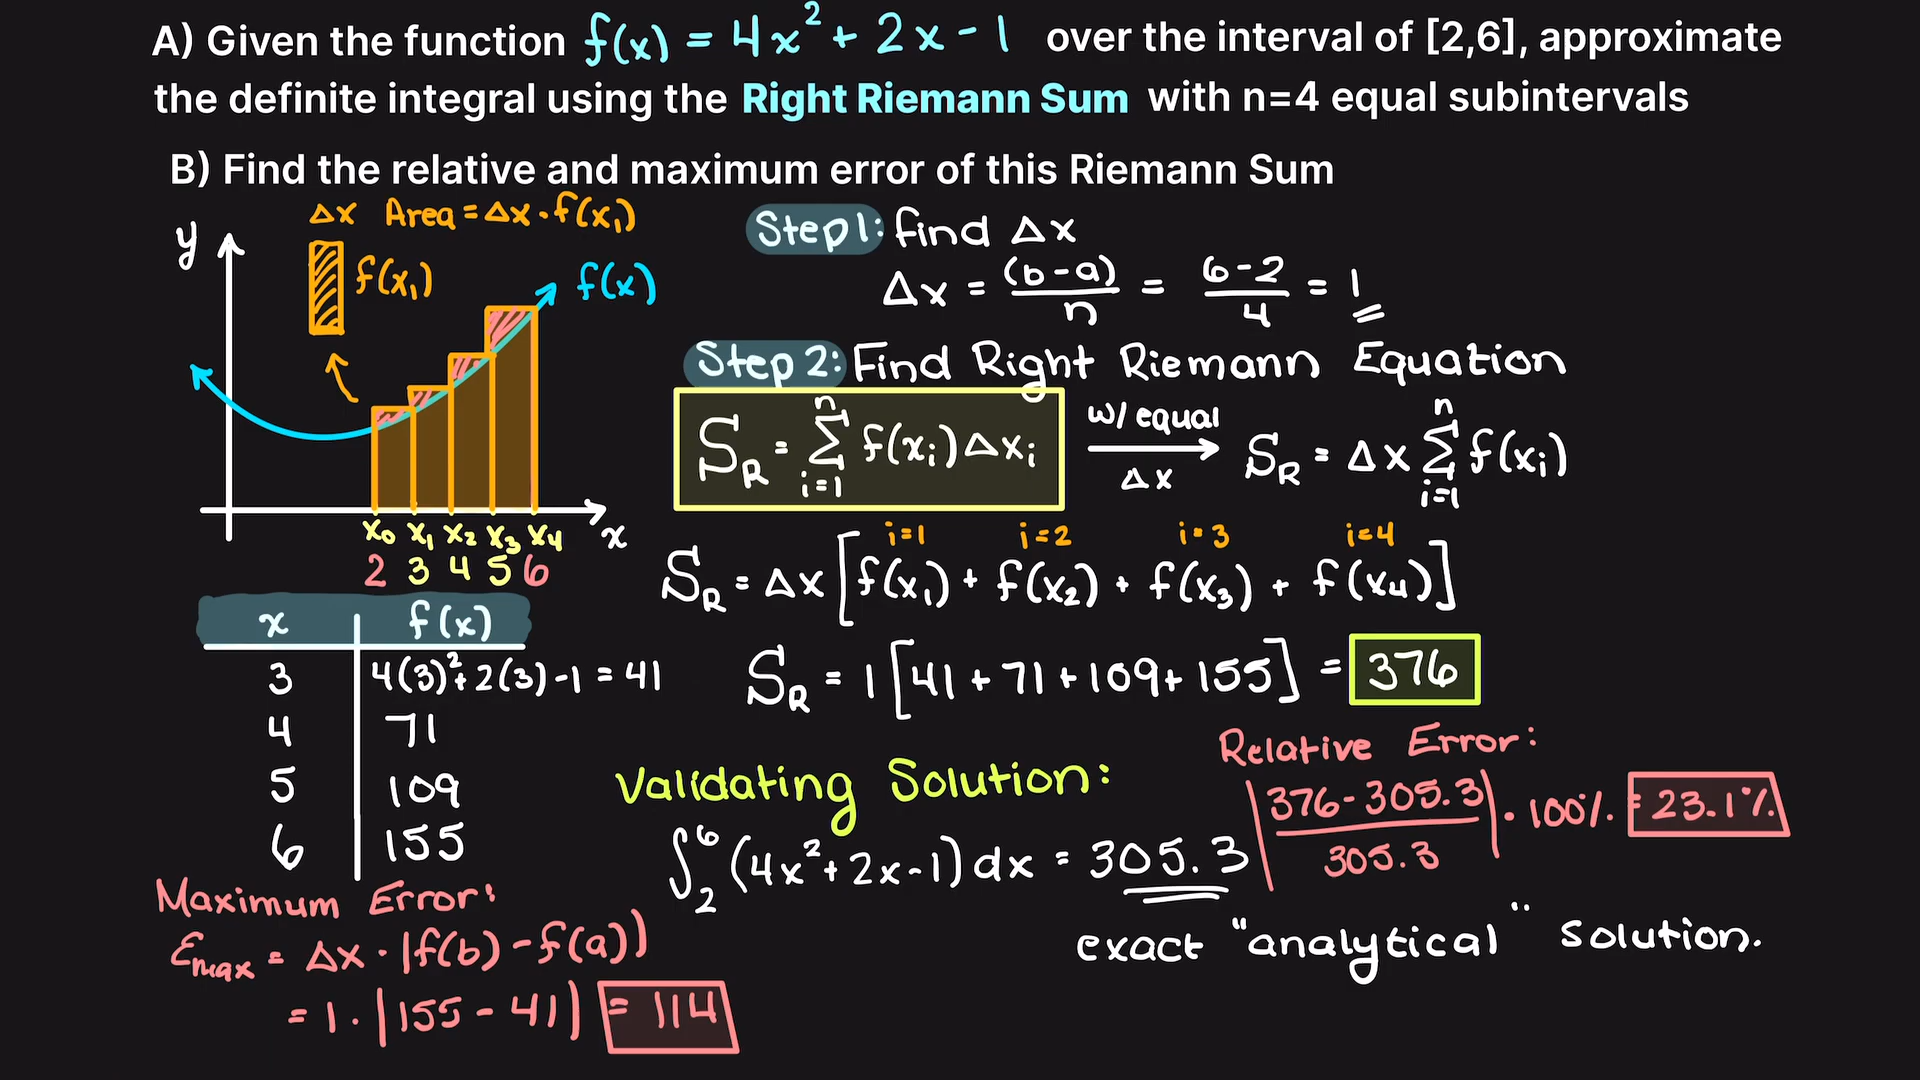 A) Given the function f(x) = 4x² + 2x - 1 over the interval of [2,6], approximate
the definite integral using the Right Riemann Sum with n=4 equal subintervals
B) Find the relative and maximum error of this Riemann Sum
Δx Area = Δx · f(x₁)
y
f(x₁)
f(x)
x
x₀ x₁ x₂ x₃ x₄
2 3 4 5 6
Step 1: find Δx
Δx = (b-a)/n = 6-2/4 = 1
Step 2: Find Right Riemann Equation
S_R = Σ_{i=1}^{n} f(xᵢ)Δxᵢ w/ equal Δx S_R = Δx Σ_{i=1}^{n} f(xᵢ)
i=1 i=2 i=3 i=4
S_R = Δx [f(x₁) + f(x₂) + f(x₃) + f(x₄)]
S_R = 1 [41 + 71 + 109 + 155] = 376
x f(x)
3 4(3)² + 2(3) - 1 = 41
4 71
5 109
6 155
Validating Solution:
∫₂⁶ (4x² + 2x - 1) dx = 305.3
exact "analytical" solution.
Relative Error:
|376 - 305.3 / 305.3| · 100% = 23.1%
Maximum Error:
Ɛmax = Δx · |f(b) - f(a)|
= 1 · |155 - 41| = 114